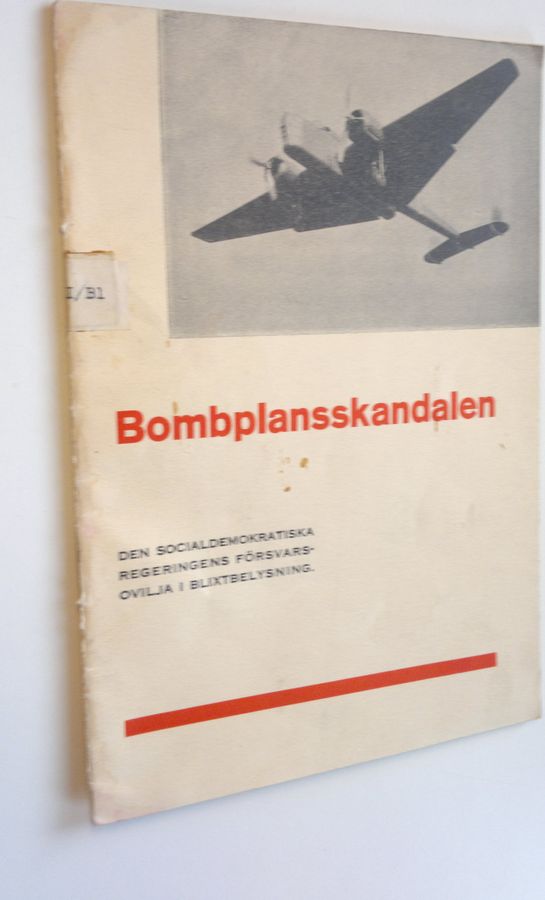 I/B1
Bombplansskandalen
DEN SOCIALDEMOKRATISKA
REGERINGENS FÖRSVARS-
OVILJA I BLIXTBELYSNING.